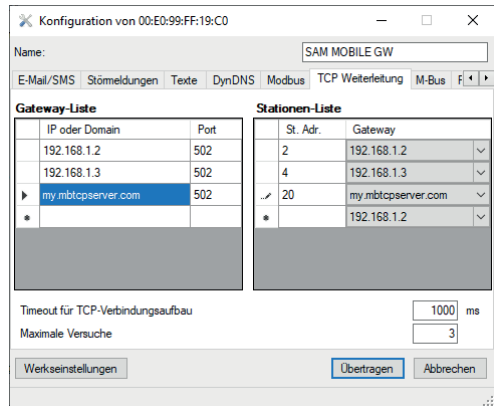 Konfiguration von 00:E0:99:FF:19:C0
Name: SAM MOBILE GW
E-Mail/SMS Störmeldungen Texte DynDNS Modbus TCP Weiterleitung M-Bus
Gateway-Liste
IP oder Domain Port
192.168.1.2 502
192.168.1.3 502
my.mbtcpserver.com 502
Stationen-Liste
St. Adr. Gateway
2 192.168.1.2
4 192.168.1.3
20 my.mbtcpserver.com
192.168.1.2
Timeout für TCP-Verbindungsaufbau 1000 ms
Maximale Versuche 3
Werkseinstellungen Übertragen Abbrechen